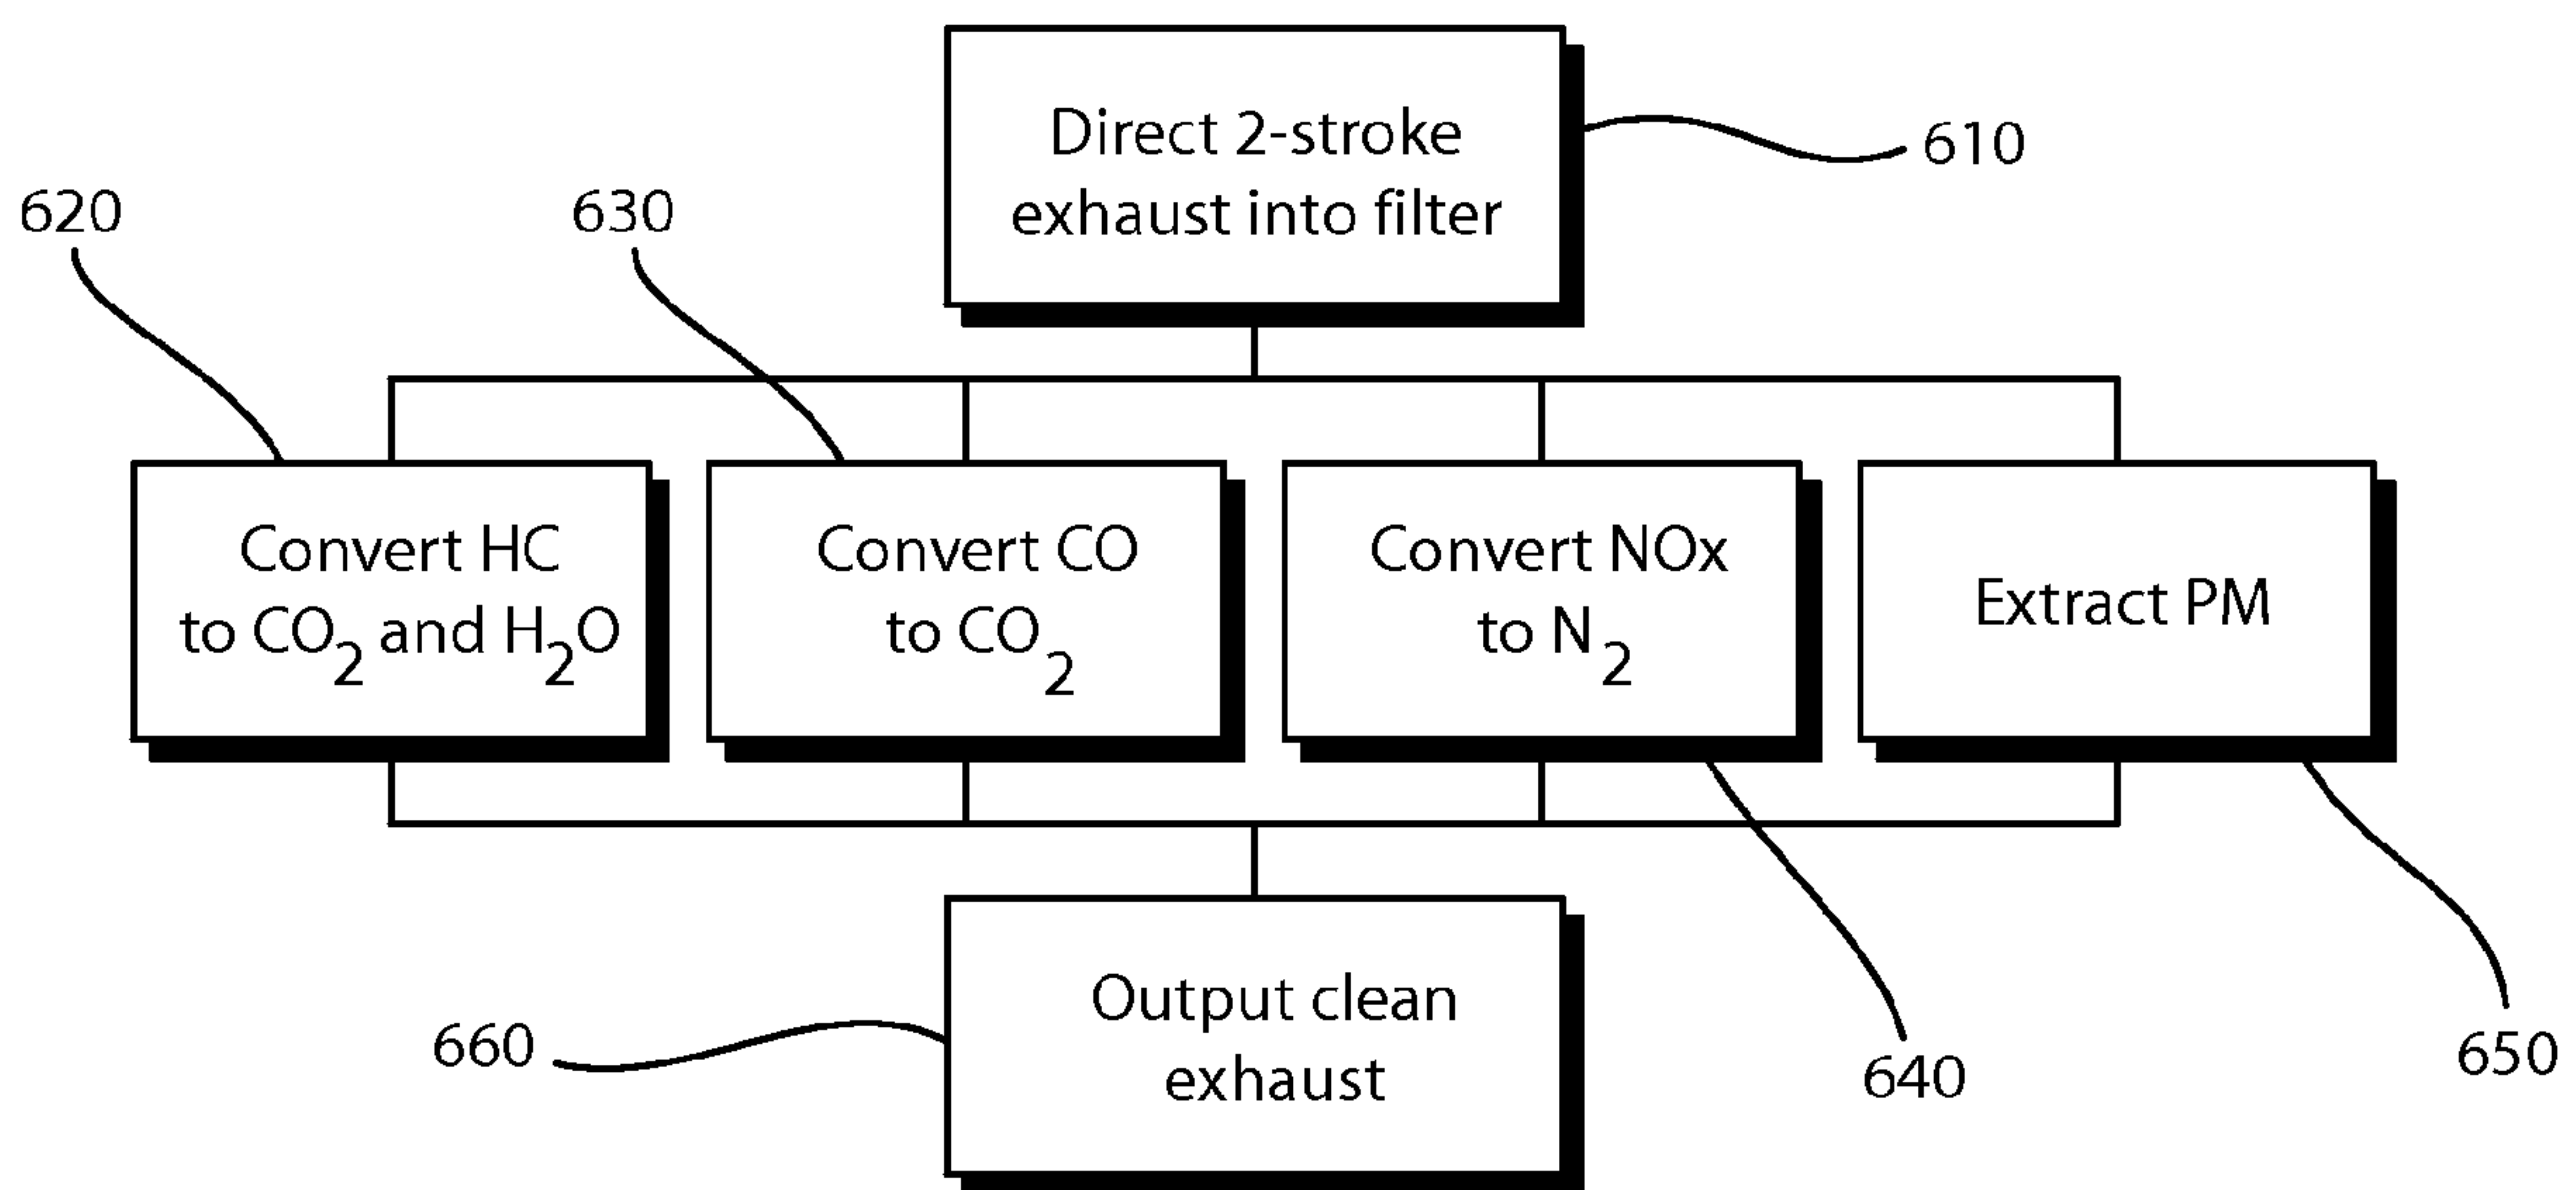 Direct 2-stroke
exhaust into filter
610
620
630
Convert HC
to CO₂ and H₂O
Convert CO
to CO₂
Convert NOx
to N₂
Extract PM
Output clean
exhaust
660
640
650